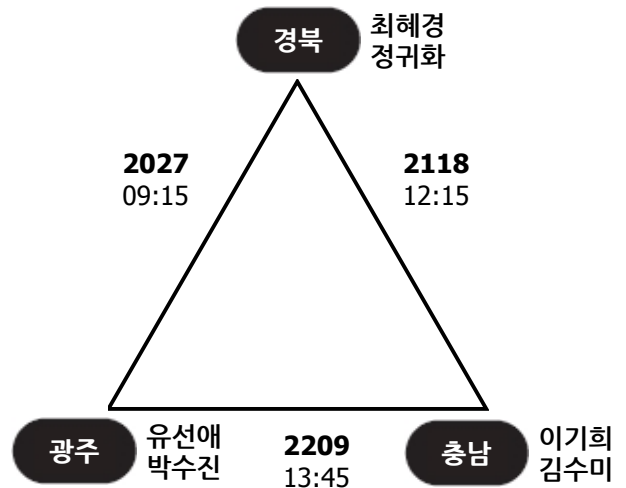 경북
최혜경
정귀화
2027
09:15
2118
12:15
광주
유선애
박수진
2209
13:45
충남
이기희
김수미